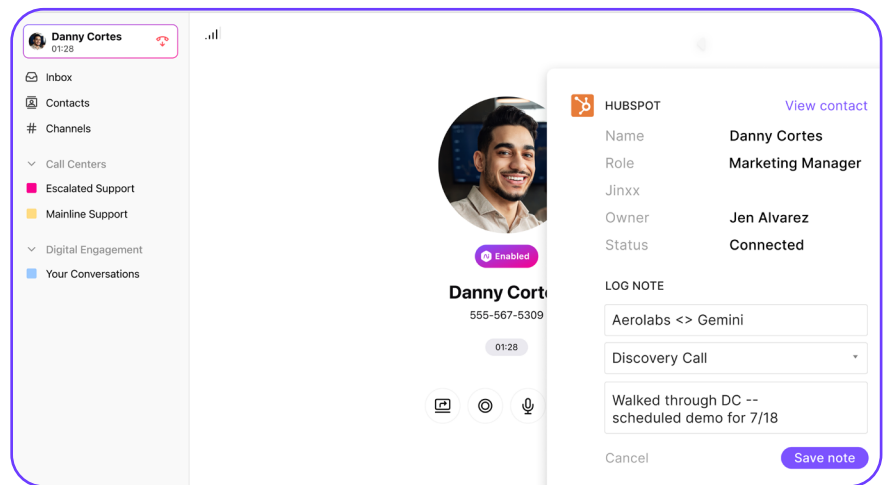 Danny Cortes
01:28
Inbox
Contacts
# Channels
Call Centers
Escalated Support
Mainline Support
Digital Engagement
Your Conversations
Enabled
Danny Cort
555-567-5309
01:28
HUBSPOT
View contact
Name Danny Cortes
Role Marketing Manager
Jinxx
Owner Jen Alvarez
Status Connected
LOG NOTE
Aerolabs <> Gemini
Discovery Call
Walked through DC --
scheduled demo for 7/18
Cancel
Save note